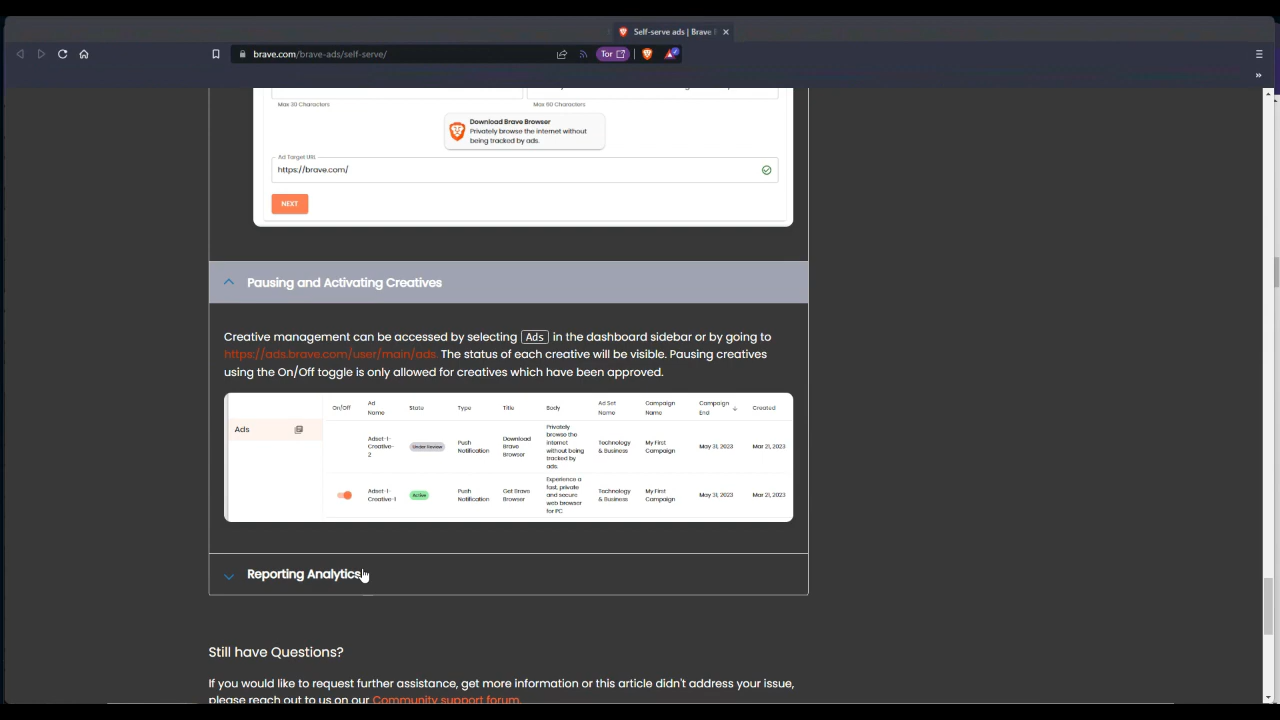 Self-serve ads | Brave
brave.com/brave-ads/self-serve/
Tor
Max 30 Characters
Max 60 Characters
Download Brave Browser
Privately browse the internet without
being tracked by ads.
Ad Target URL
https://brave.com/
NEXT
Pausing and Activating Creatives
Creative management can be accessed by selecting Ads in the dashboard sidebar or by going to
https://ads.brave.com/user/main/ads. The status of each creative will be visible. Pausing creatives
using the On/Off toggle is only allowed for creatives which have been approved.
Ads
On/Off Ad Name State Type Title Body Ad Set Name Campaign Name Campaign End Created
Adset-1-Creative-2 Under Review Push Notification Download Brave Browser Privately browse the internet without being tracked by ads. Technology & Business My First Campaign May 31, 2023 Mar 21, 2023
Adset-1-Creative-1 Active Push Notification Get Brave Browser Experience a fast, private and secure web browser for PC Technology & Business My First Campaign May 31, 2023 Mar 21, 2023
Reporting Analytics
Still have Questions?
If you would like to request further assistance, get more information or this article didn't address your issue,
please reach out to us on our Community support forum.